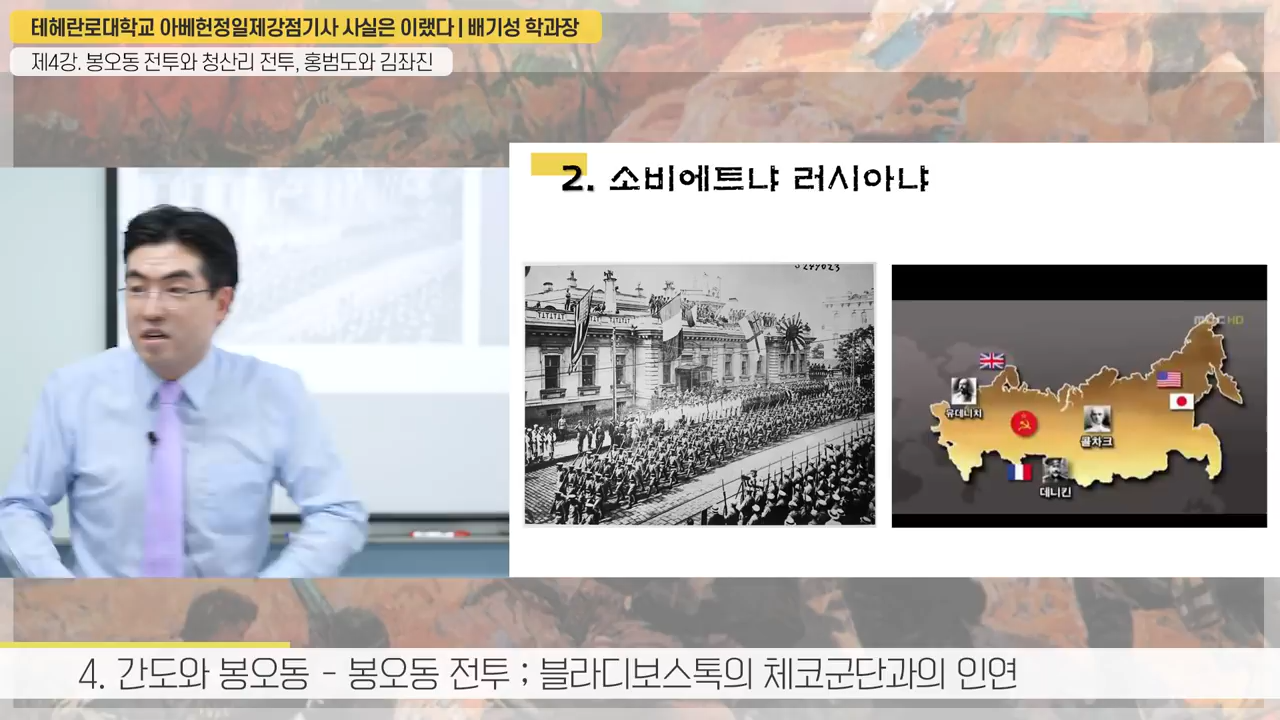 테헤란로대학교 아베헌정일제강점기사 사실은 이랬다 | 배기성 학과장
제4강. 봉오동 전투와 청산리 전투, 홍범도와 김좌진
2. 소비에트냐 러시아냐
MBC HD
유데니치
콜차크
데니킨
4. 간도와 봉오동 - 봉오동 전투 ; 블라디보스톡의 체코군단과의 인연